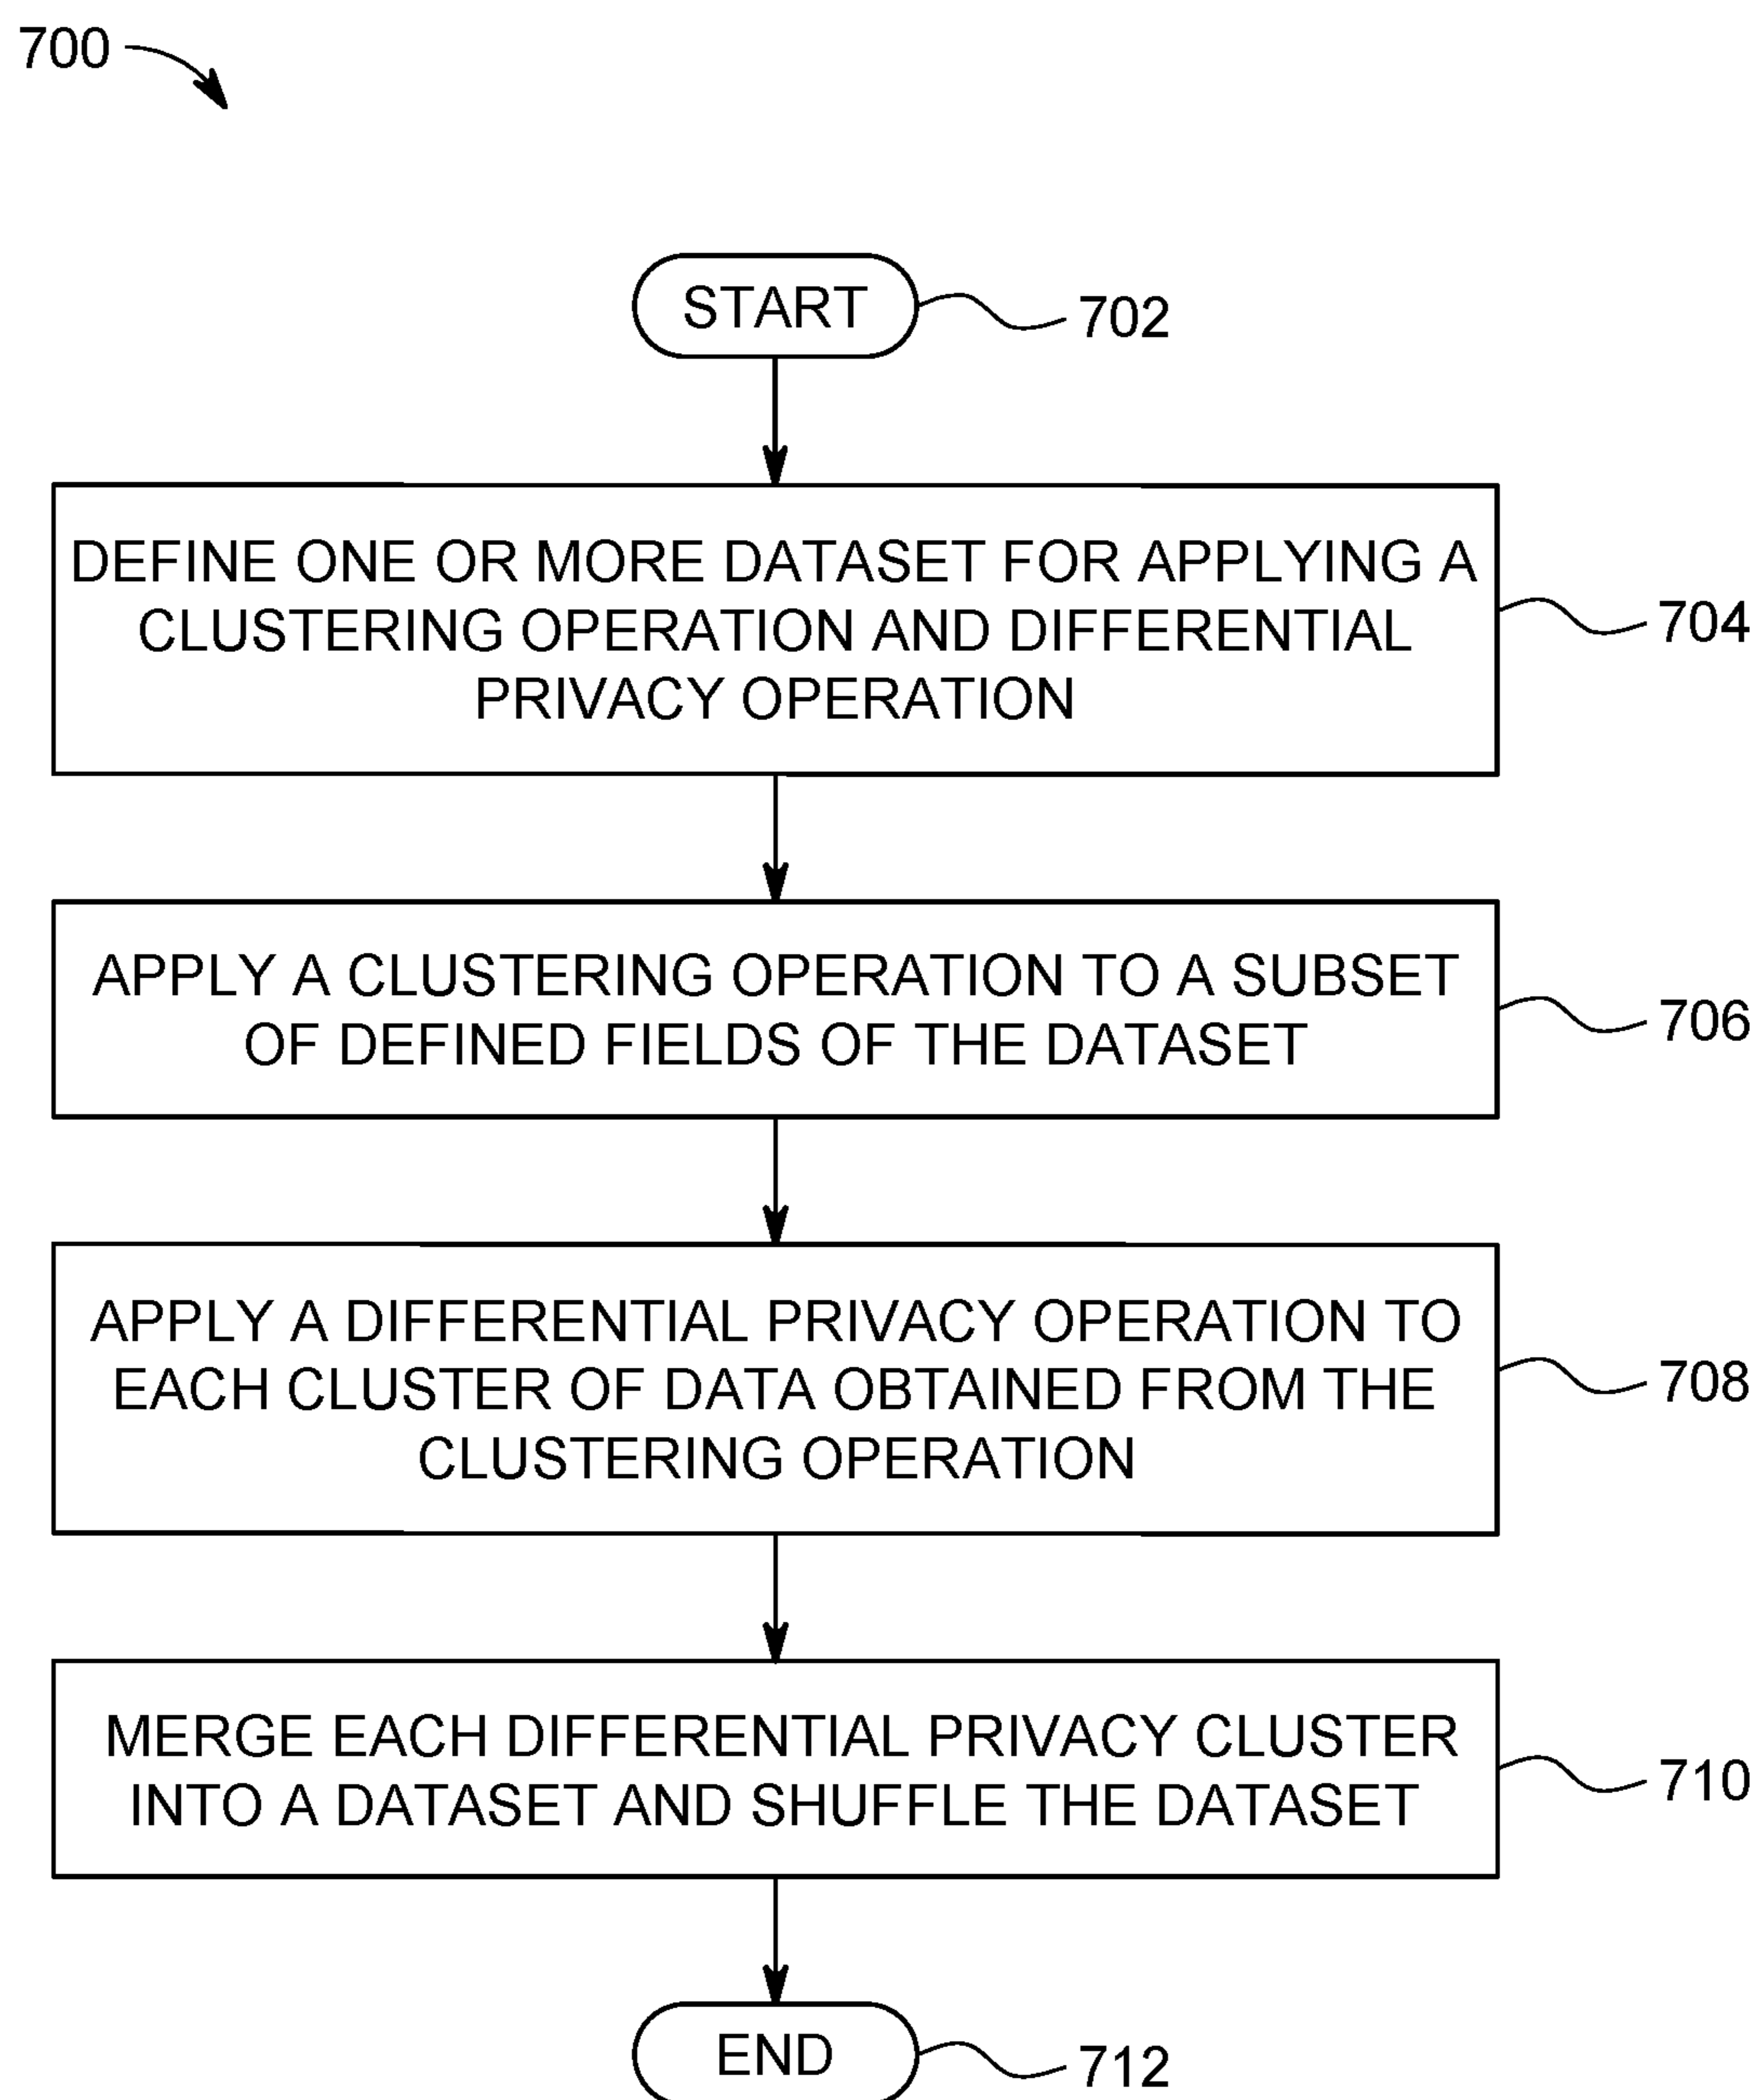 700
START
702
DEFINE ONE OR MORE DATASET FOR APPLYING A
CLUSTERING OPERATION AND DIFFERENTIAL
PRIVACY OPERATION
704
APPLY A CLUSTERING OPERATION TO A SUBSET
OF DEFINED FIELDS OF THE DATASET
706
APPLY A DIFFERENTIAL PRIVACY OPERATION TO
EACH CLUSTER OF DATA OBTAINED FROM THE
CLUSTERING OPERATION
708
MERGE EACH DIFFERENTIAL PRIVACY CLUSTER
INTO A DATASET AND SHUFFLE THE DATASET
710
END
712